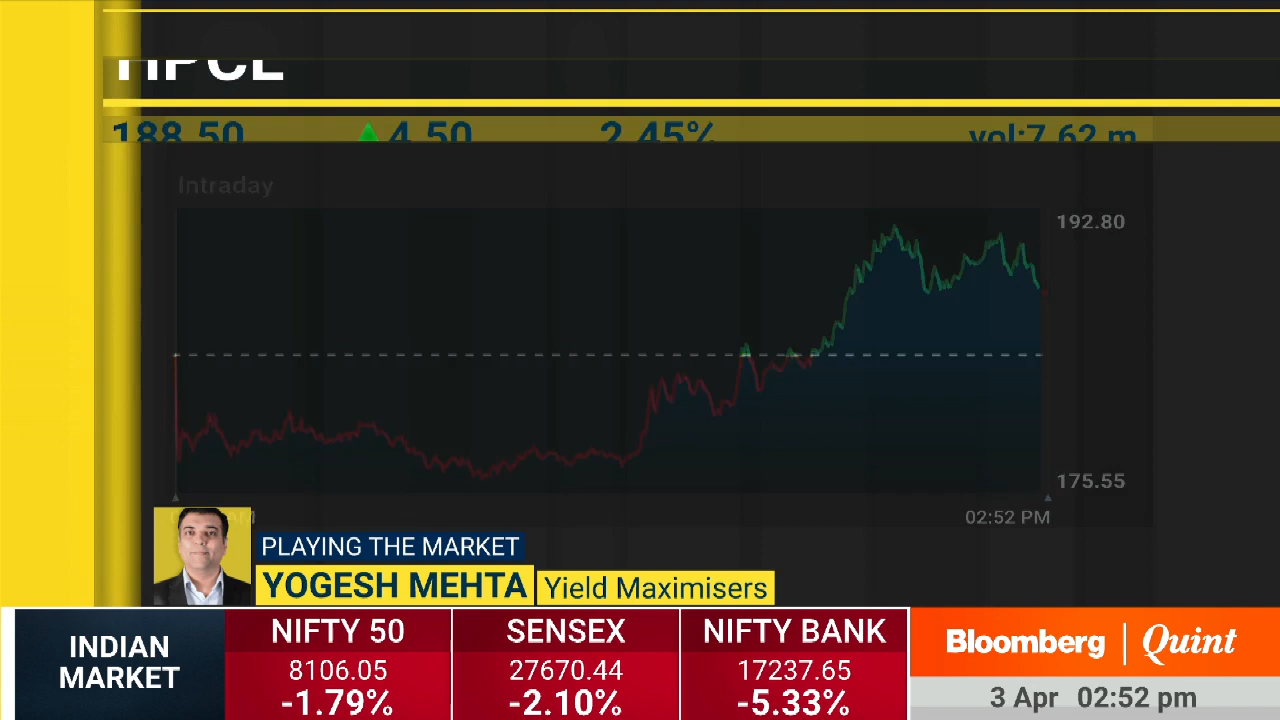 HPCL
188.50 4.50 2.45% vol:7.62 m
Intraday
192.80
175.55
02:52 PM
PLAYING THE MARKET
YOGESH MEHTA Yield Maximisers
INDIAN MARKET
NIFTY 50
8106.05
-1.79%
SENSEX
27670.44
-2.10%
NIFTY BANK
17237.65
-5.33%
Bloomberg | Quint
3 Apr 02:52 pm